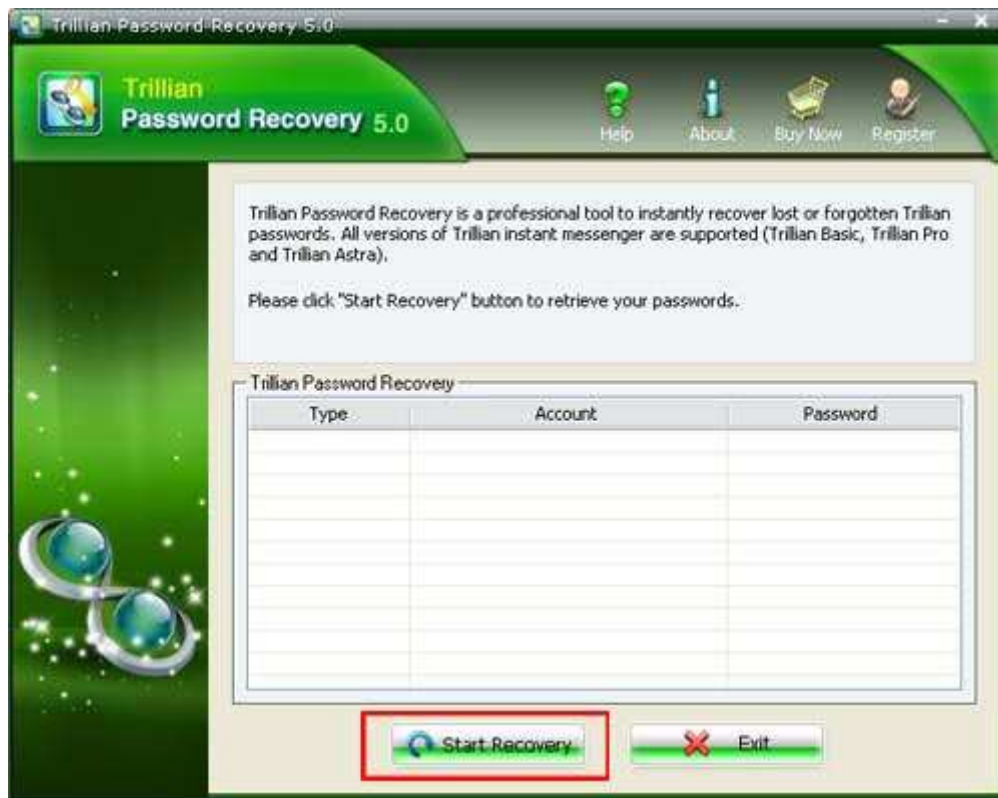 Trillian Password Recovery 5.0
Trillian
Password Recovery 5.0
Help
About
Buy Now
Register
Trillian Password Recovery is a professional tool to instantly recover lost or forgotten Trillian
passwords. All versions of Trillian instant messenger are supported (Trillian Basic, Trillian Pro
and Trillian Astra).
Please click "Start Recovery" button to retrieve your passwords.
Trillian Password Recovery
Type Account Password
Start Recovery
Exit